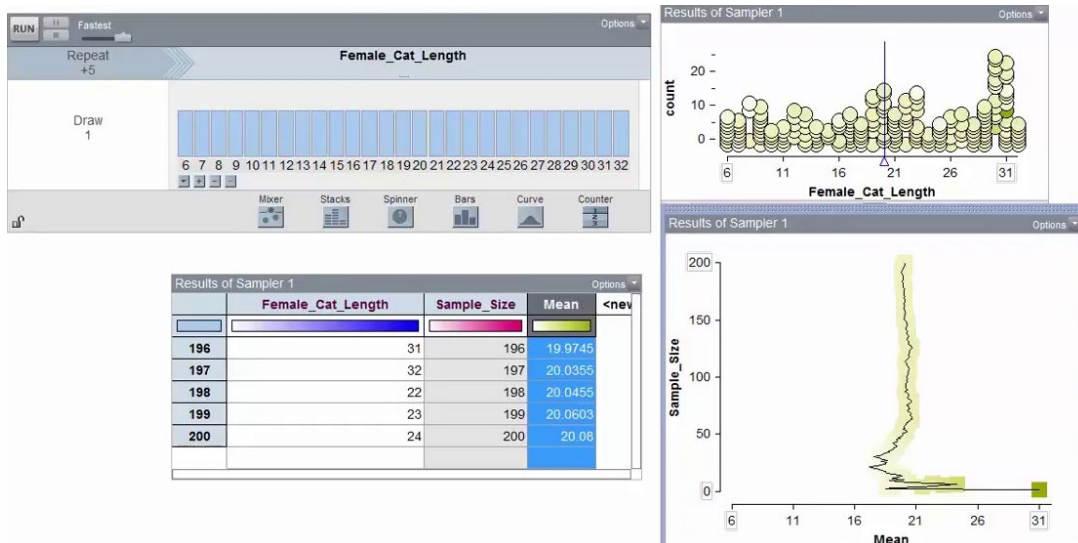 RUN
Fastest
Options
Repeat
+5
Female_Cat_Length
Draw
1
6 7 8 9 10 11 12 13 14 15 16 17 18 19 20 21 22 23 24 25 26 27 28 29 30 31 32
Mixer Stacks Spinner Bars Curve Counter
Results of Sampler 1
Options
count
20
10
0
6 11 16 21 26 31
Female_Cat_Length
Results of Sampler 1
Options
Female_Cat_Length Sample_Size Mean <new
196 31 196 19.9745
197 32 197 20.0355
198 22 198 20.0455
199 23 199 20.0603
200 24 200 20.08
Results of Sampler 1
Options
Sample_Size
200
150
100
50
0
6 11 16 21 26 31
Mean